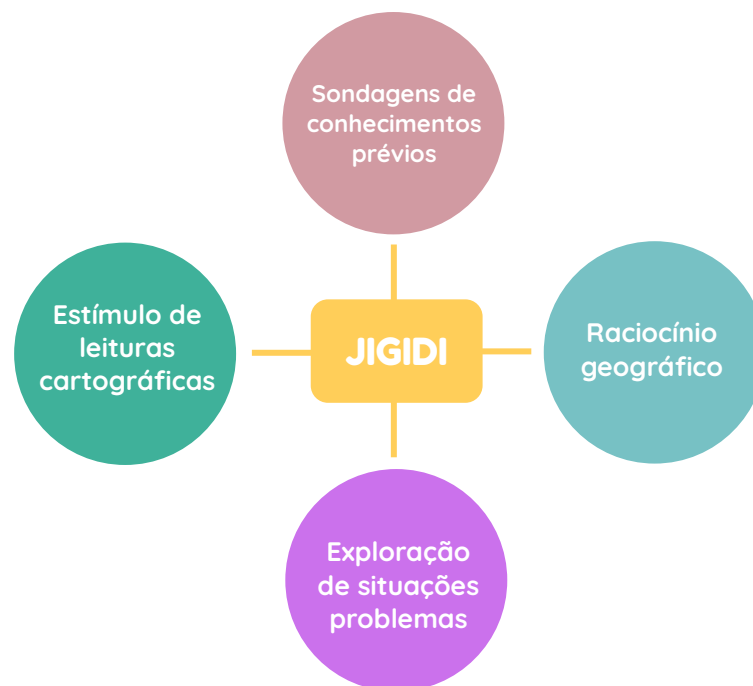 Sondagens de
conhecimentos
prévios
Estímulo de
leituras
cartográficas
JIGIDI
Raciocínio
geográfico
Exploração
de situações
problemas